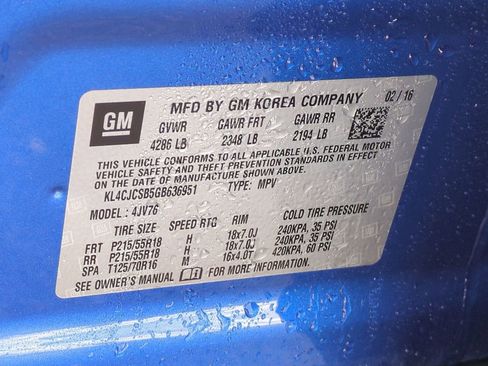 GM MFD BY GM KOREA COMPANY 02 / 16
GVWR GAWR FRT GAWR RR
4286 LB 2348 LB 2194 LB
THIS VEHICLE CONFORMS TO ALL APPLICABLE U.S. FEDERAL MOTOR
VEHICLE SAFETY AND THEFT PREVENTION STANDARDS IN EFFECT
ON THE DATE OF MANUFACTURE SHOWN ABOVE.
KL4CJCSB5GB636951 TYPE: MPV
MODEL : 4JV76
TIRE SIZE SPEED RTG RIM COLD TIRE PRESSURE
FRT P215/55R18 H 18x7.0J 240KPA, 35 PSI
RR P215/55R18 H 18x7.0J 240KPA, 35 PSI
SPA T125/70R16 M 16x4.0T 420KPA, 60 PSI
SEE OWNER'S MANUAL FOR MORE INFORMATION.